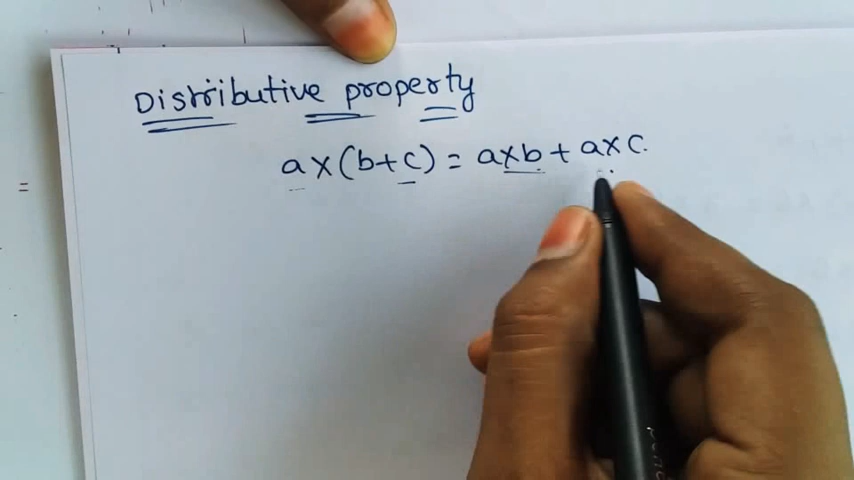 Distributive property
a×(b+c) = a×b + a×c.